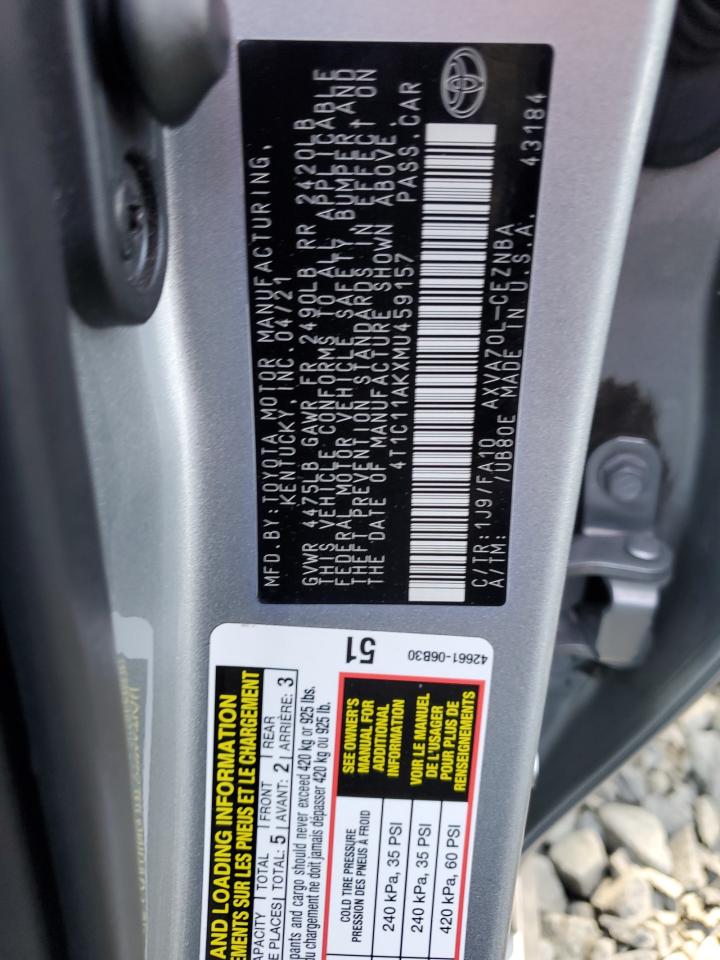 MFD. BY: TOYOTA MOTOR MANUFACTURING,
KENTUCKY, INC. 04/21
GVWR 4475LB GAWR FR 2490LB RR 2420LB
THIS VEHICLE CONFORMS TO ALL APPLICABLE
FEDERAL MOTOR VEHICLE SAFETY, BUMPER, AND
THEFT PREVENTION STANDARDS IN EFFECT ON
THE DATE OF MANUFACTURE SHOWN ABOVE.
4T1C11AKXMU459157 PASS. CAR
C/TR: 1J9/FA10 AXVA70L-CEZNBA
A/TM: /UB80E MADE IN U.S.A. 43184
AND LOADING INFORMATION
EMENTS SUR LES PNEUS ET LE CHARGEMENT
APACITY TOTAL FRONT REAR
E PLACES TOTAL: 5 AVANT: 2 ARRIÈRE: 3
pants and cargo should never exceed 420 kg or 925 lbs.
u chargement ne doit jamais dépasser 420 kg ou 925 lb.
51
42661-06B30
COLD TIRE PRESSURE
PRESSION DES PNEUS À FROID
240 kPa, 35 PSI
240 kPa, 35 PSI
420 kPa, 60 PSI
SEE OWNER'S
MANUAL FOR
ADDITIONAL
INFORMATION
VOIR LE MANUEL
DE L'USAGER
POUR PLUS DE
RENSEIGNEMENTS